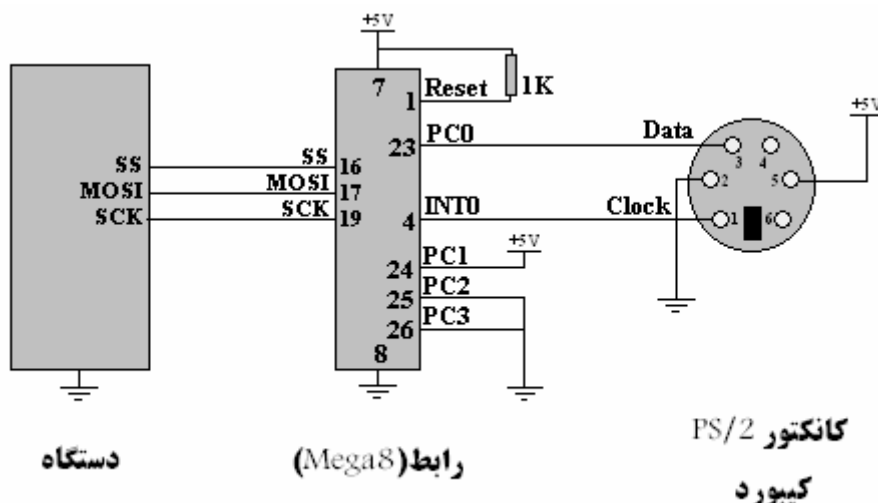 +5V
7
1 Reset 1K
+5V
23 PC0 Data
3 4
SS SS 16
2 5
MOSI MOSI 17
SCK SCK 19
4 INT0 Clock
1 6
+5V
24 PC1
25 PC2
26 PC3
8
کانکتور PS/2
دستگاه رابط(Mega8)
کیبورد